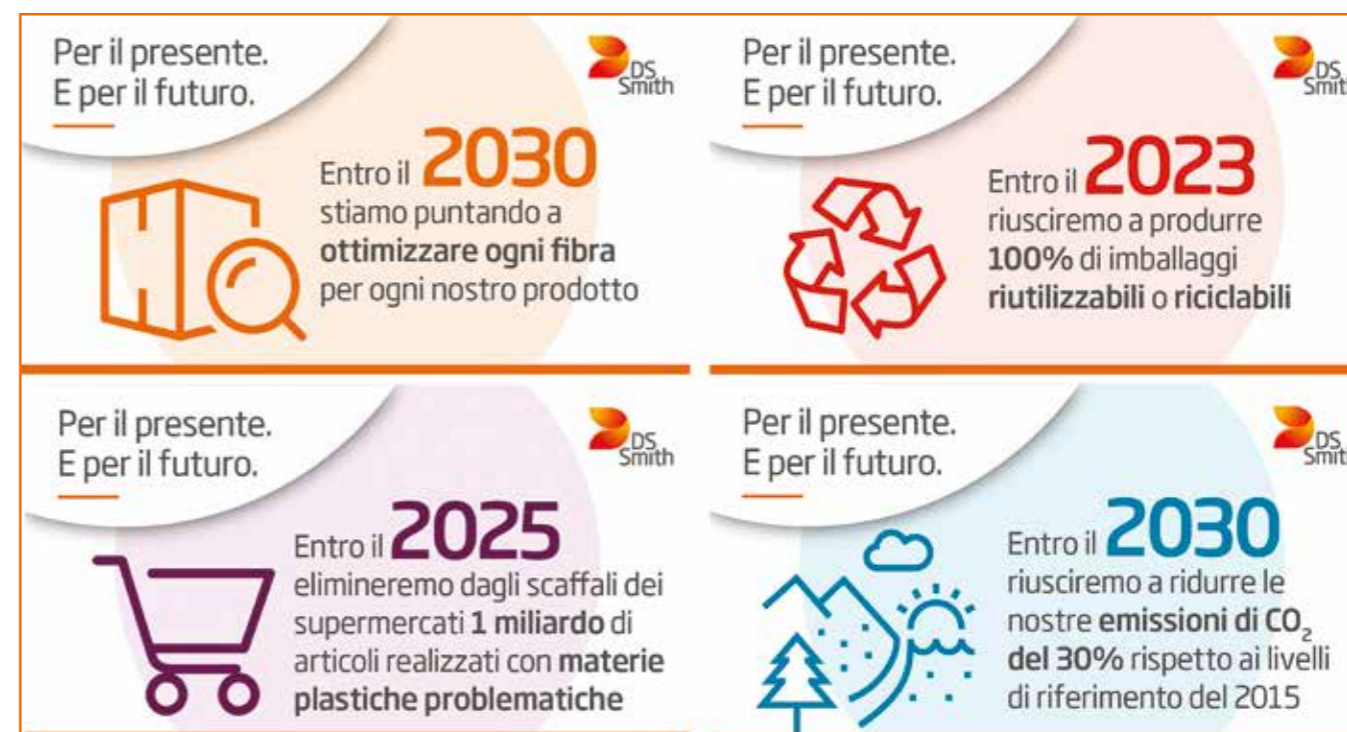 Per il presente.
E per il futuro.
DS
Smith
Entro il 2030
stiamo puntando a
ottimizzare ogni fibra
per ogni nostro prodotto
Per il presente.
E per il futuro.
DS
Smith
Entro il 2023
riusciremo a produrre
100% di imballaggi
riutilizzabili o riciclabili
Per il presente.
E per il futuro.
DS
Smith
Entro il 2025
elimineremo dagli scaffali dei
supermercati 1 miliardo di
articoli realizzati con materie
plastiche problematiche
Per il presente.
E per il futuro.
DS
Smith
Entro il 2030
riusciremo a ridurre le
nostre emissioni di CO₂
del 30% rispetto ai livelli
di riferimento del 2015